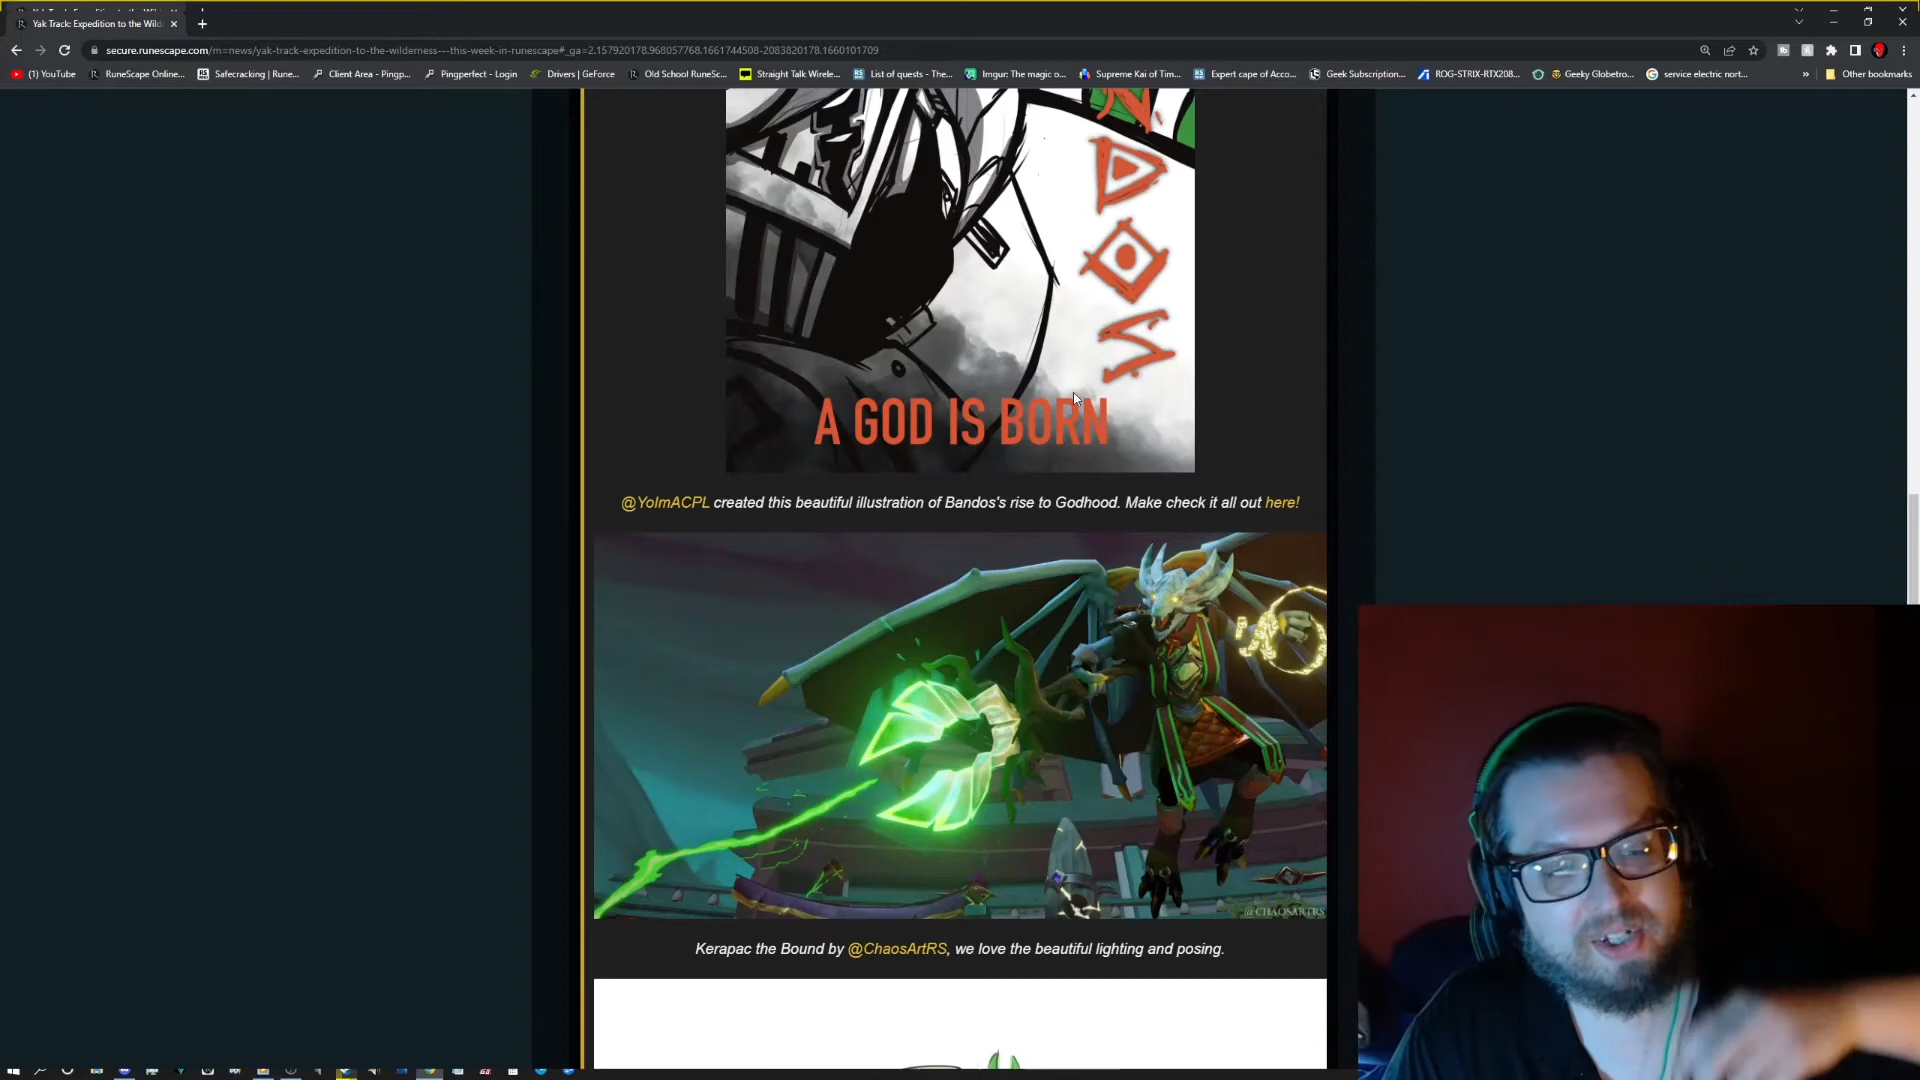 Yak Track: Expedition to the Wild
secure.runescape.com/m=news/yak-track-expedition-to-the-wilderness---this-week-in-runescape#_ga=2.157920178.968057768.1661744508-2083820178.1660101709
(1) YouTube
RuneScape Online...
Safecracking | Rune...
Client Area - Pingp...
Pingperfect - Login
Drivers | GeForce
Old School RuneSc...
Straight Talk Wirele...
List of quests - The...
Imgur: The magic o...
Supreme Kai of Tim...
Expert cape of Acco...
Geek Subscription...
ROG-STRIX-RTX208...
Geeky Globetro...
service electric nort...
»
Other bookmarks
N
D
O
S
A GOD IS BORN
@YoImACPL created this beautiful illustration of Bandos's rise to Godhood. Make check it all out here!
@CHAOSARTRS
Kerapac the Bound by @ChaosArtRS, we love the beautiful lighting and posing.